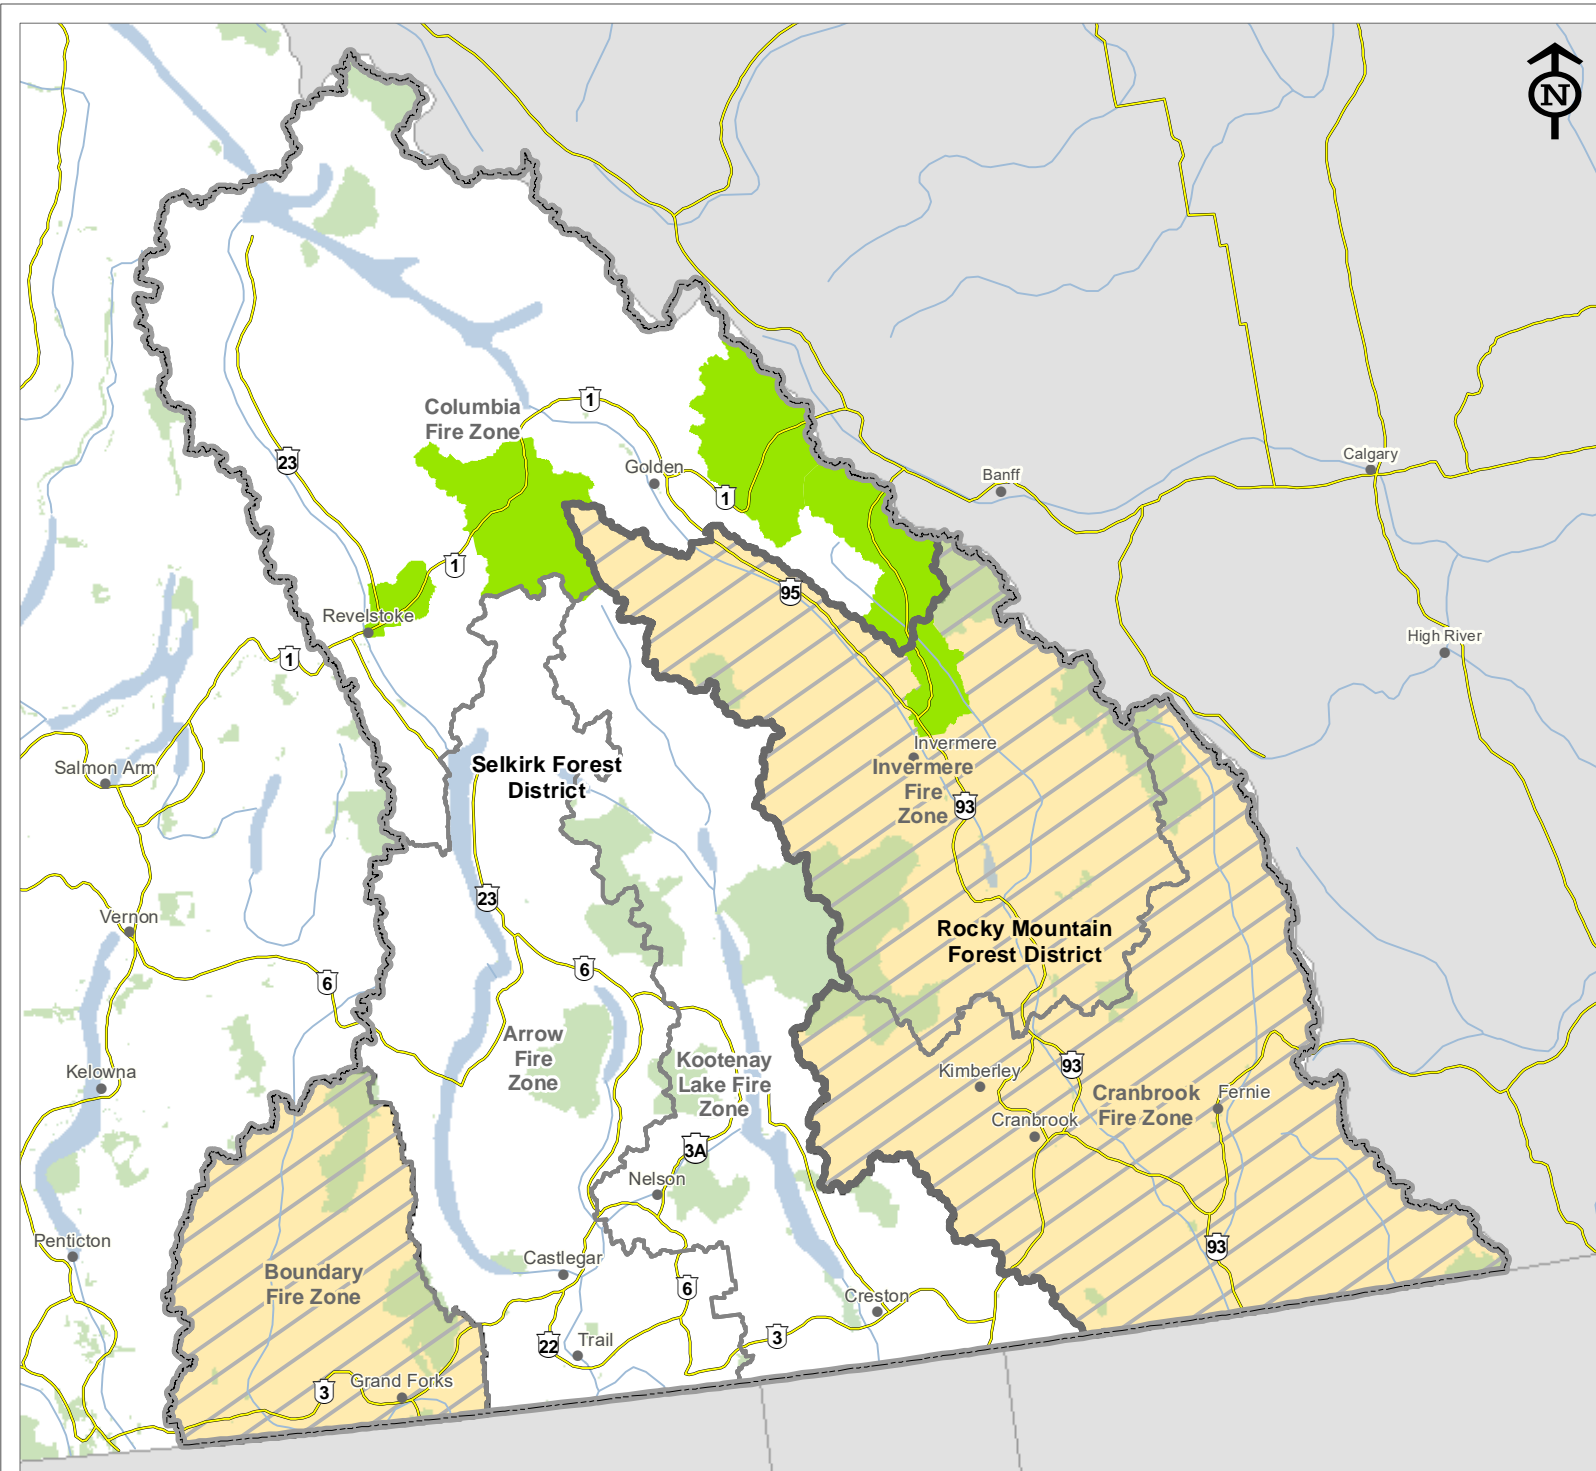 N
Columbia
Fire Zone
1
23
Golden
1
Banff
Calgary
1
95
Revelstoke
1
High River
Salmon Arm
Selkirk Forest
District
Invermere
Invermere
Fire
Zone
93
23
Vernon
6
6
Rocky Mountain
Forest District
Arrow
Fire
Zone
Kootenay
Lake Fire
Zone
Kelowna
Kimberley
93
Cranbrook
Fire Zone
Fernie
Cranbrook
3A
Nelson
Penticton
Castlegar
93
Boundary
Fire Zone
6
Creston
22
Trail
3
3
Grand Forks